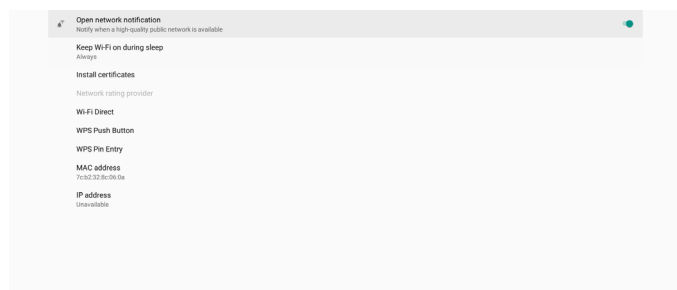 Open network notification
Notify when a high-quality public network is available
Keep Wi-Fi on during sleep
Always
Install certificates
Network rating provider
Wi-Fi Direct
WPS Push Button
WPS Pin Entry
MAC address
7c:b2:32:8c:06:0a
IP address
Unavailable